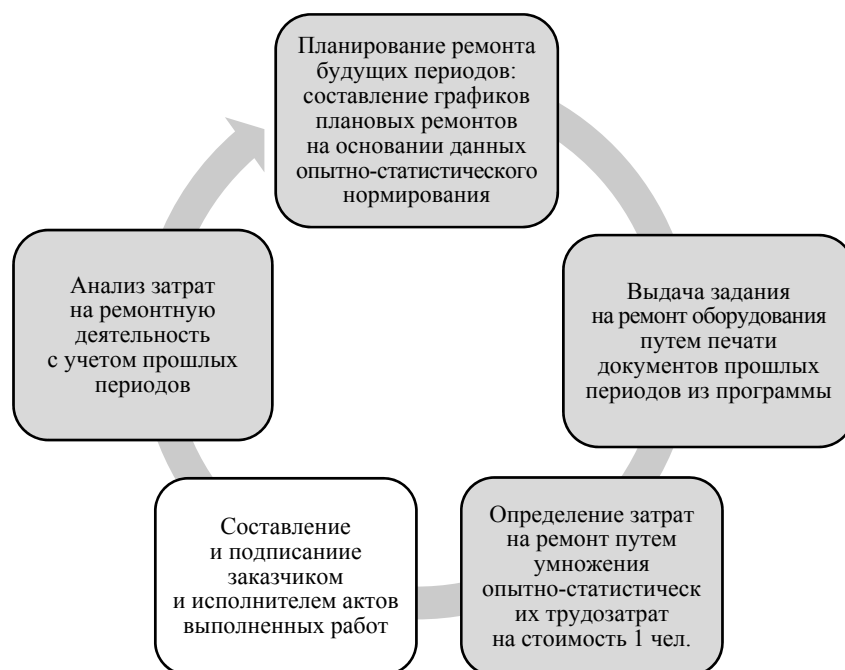 Планирование ремонта
будущих периодов:
составление графиков
плановых ремонтов
на основании данных
опытно-статистического
нормирования
Выдача задания
на ремонт оборудования
путем печати
документов прошлых
периодов из программы
Определение затрат
на ремонт путем
умножения
опытно-статистическ
их трудозатрат
на стоимость 1 чел.
Составление
и подписаниие
заказчиком
и исполнителем актов
выполненных работ
Анализ затрат
на ремонтную
деятельность
с учетом прошлых
периодов